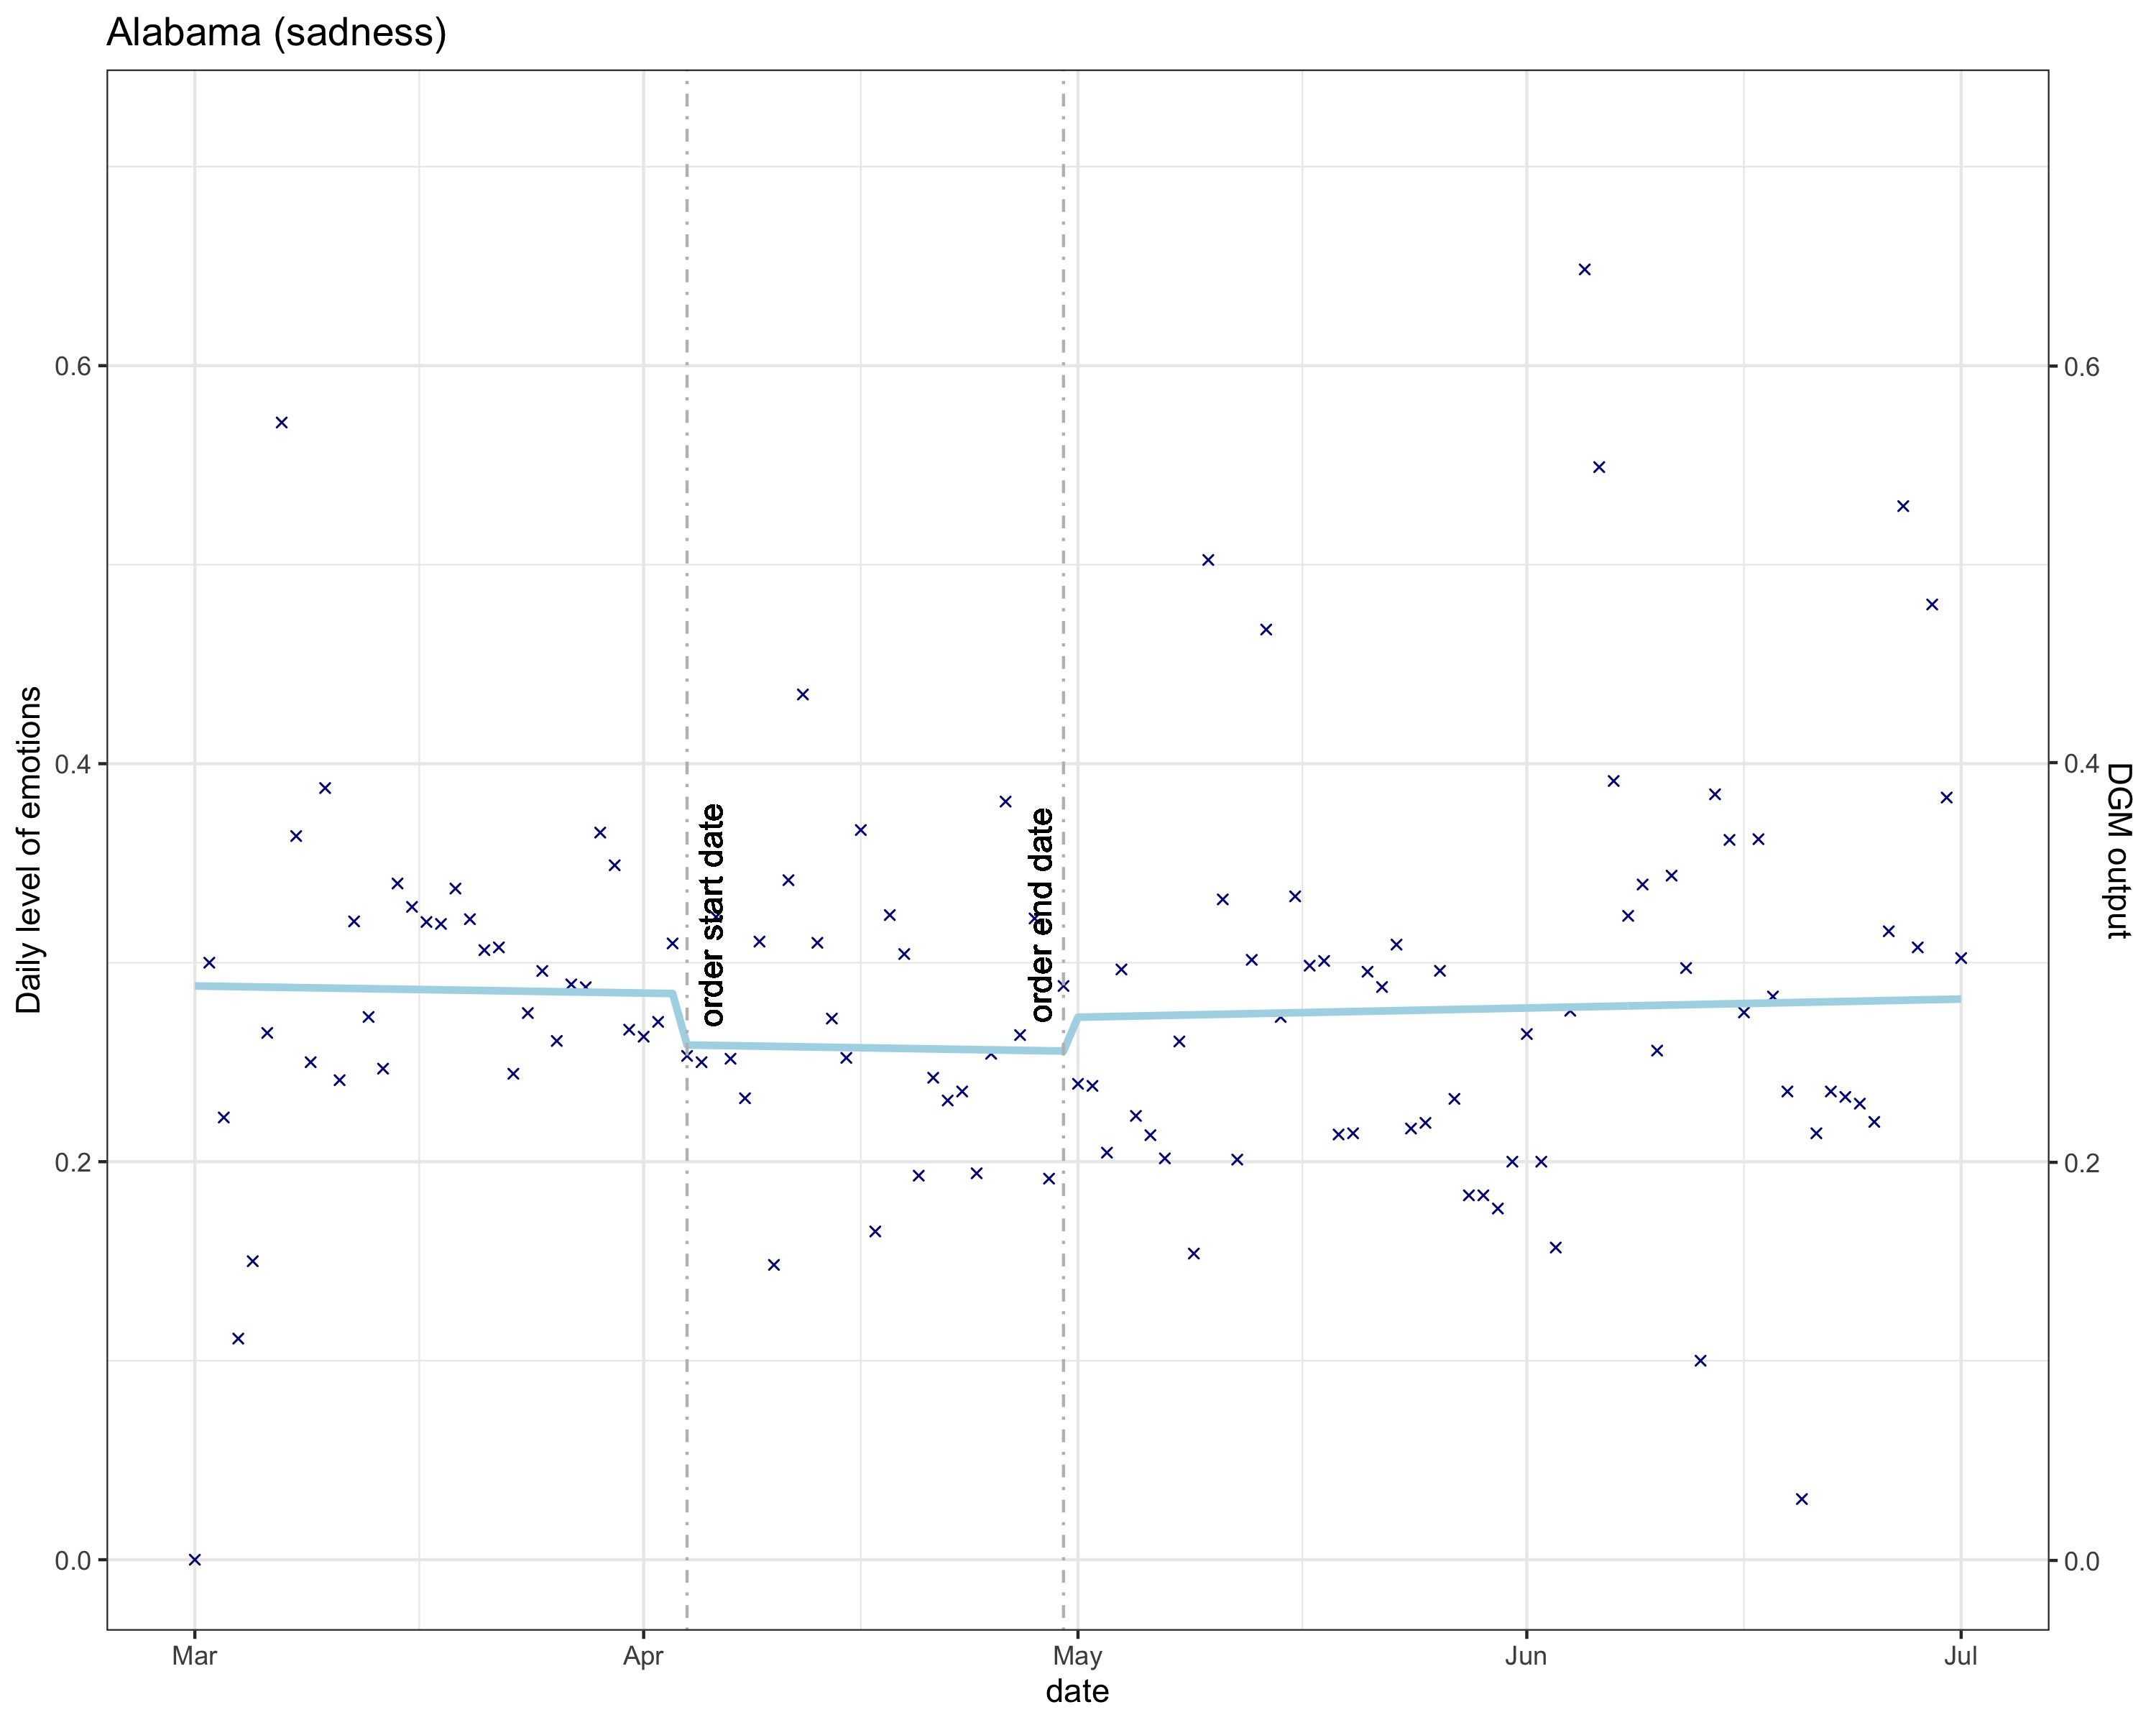 Alabama (sadness)
Daily level of emotions
0.6
0.4
0.2
0.0
order start date
order end date
0.6
0.4
0.2
0.0
DGM output
Mar
Apr
May
Jun
Jul
date